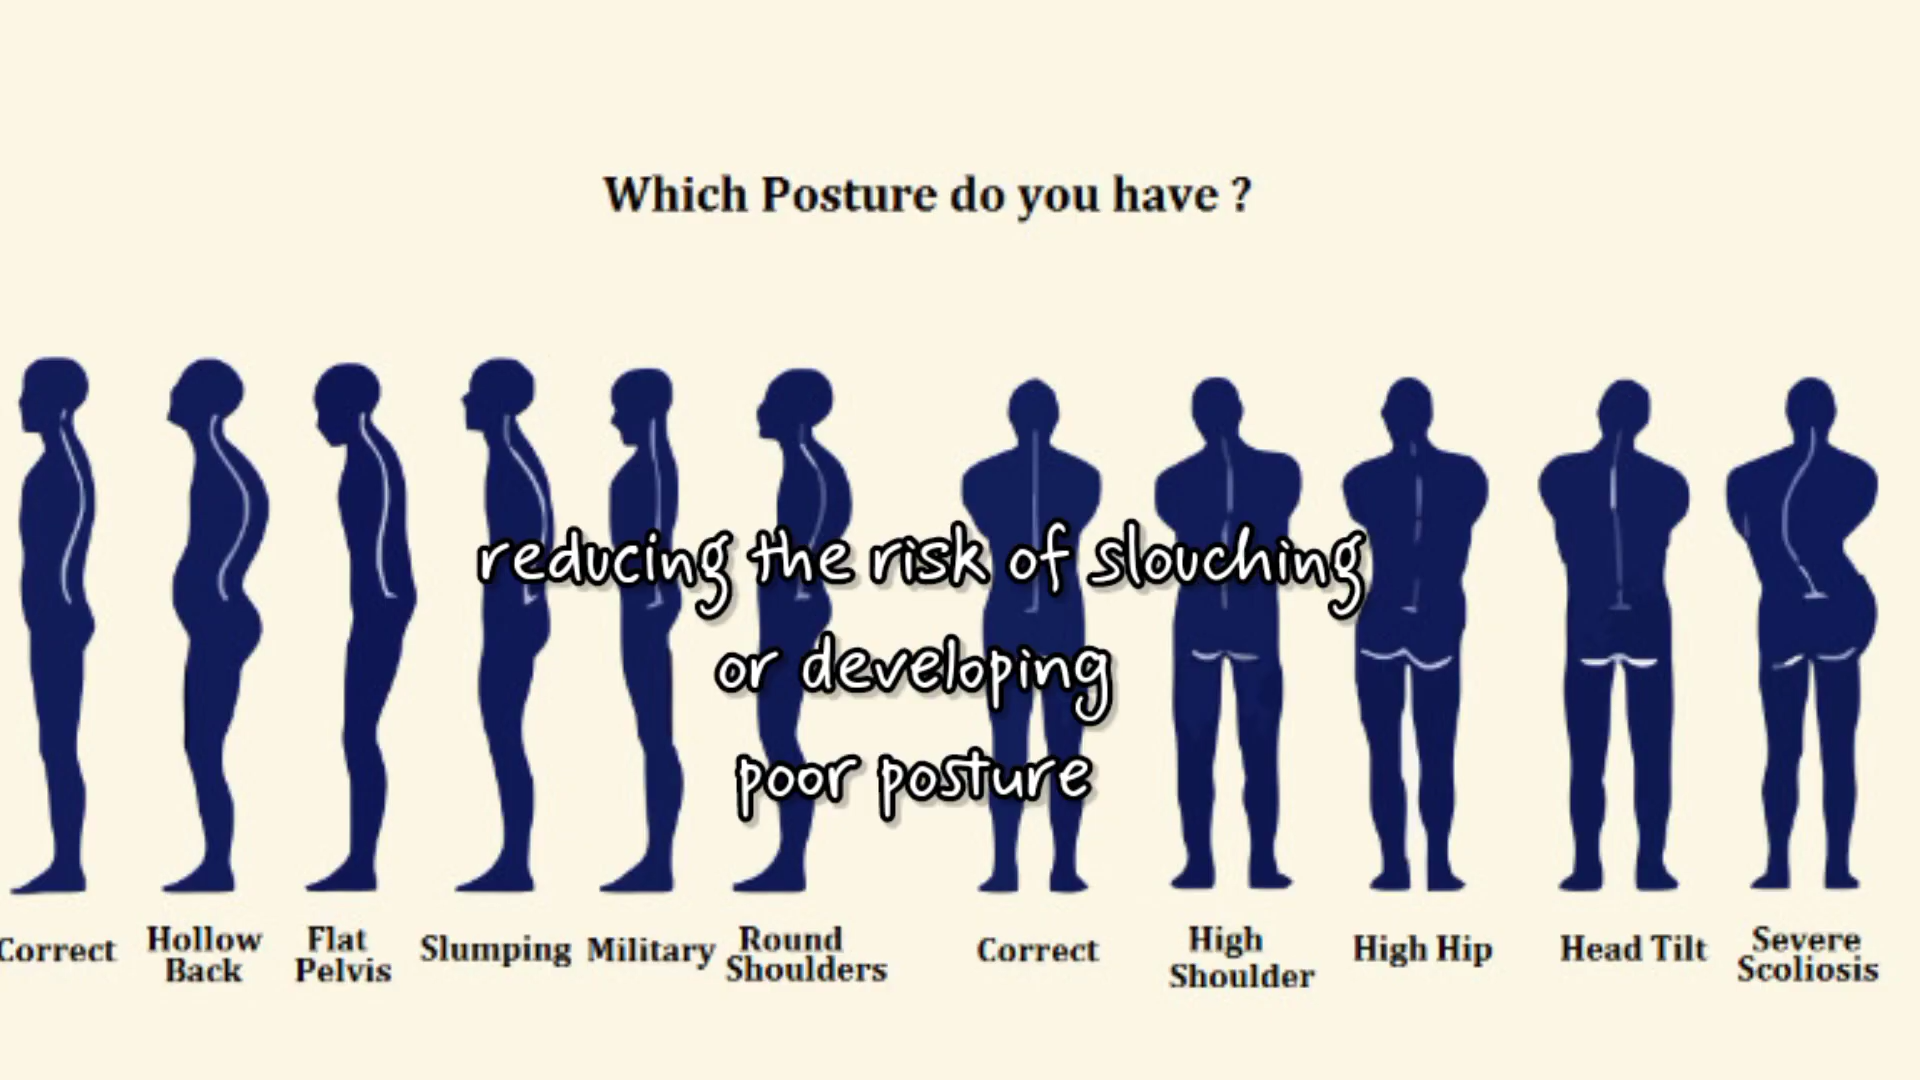 Which Posture do you have ?
reducing the risk of slouching
or developing
poor posture
Correct
Hollow
Back
Flat
Pelvis
Slumping
Military
Round
Shoulders
Correct
High
Shoulder
High Hip
Head Tilt
Severe
Scoliosis